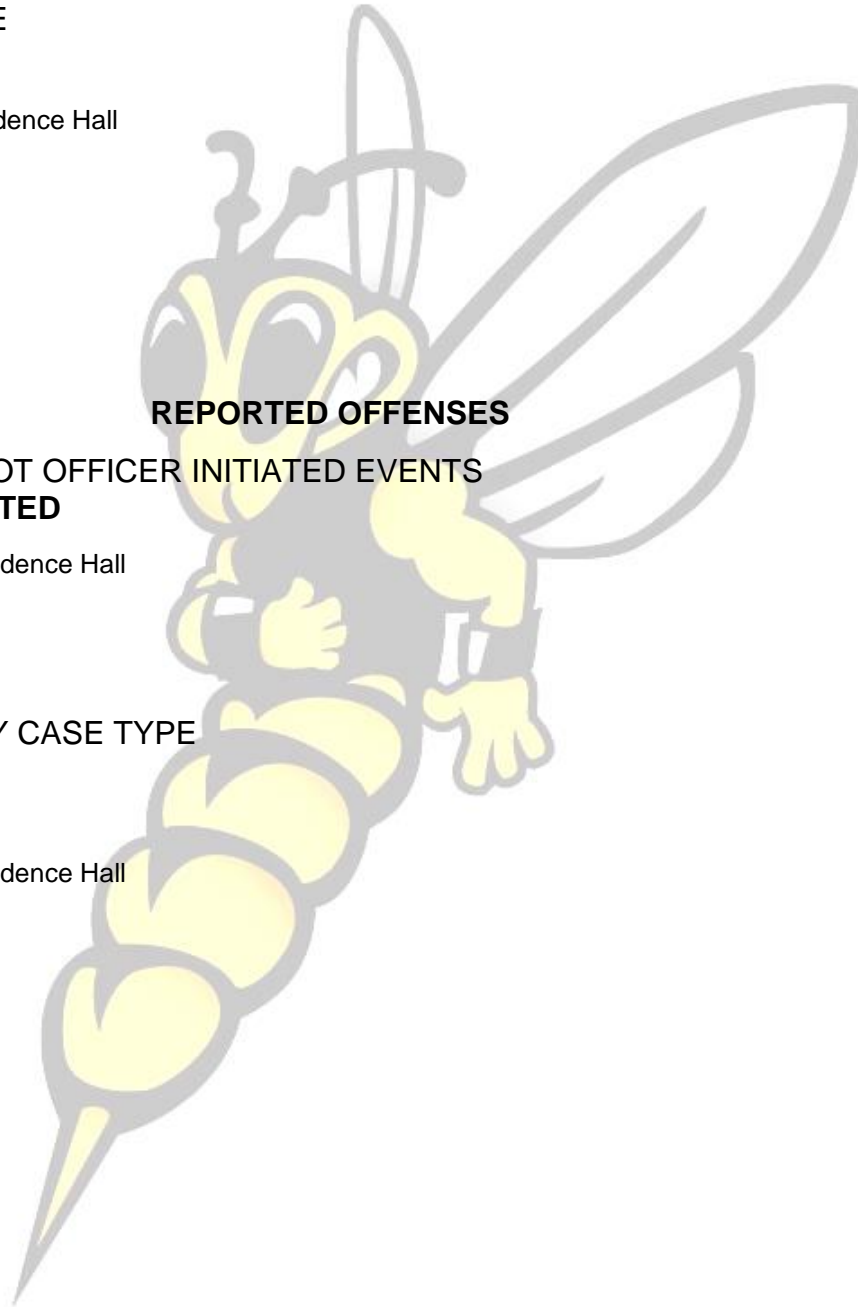 E
dence Hall
REPORTED OFFENSES
OT OFFICER INITIATED EVENTS
TED
dence Hall
Y CASE TYPE
dence Hall